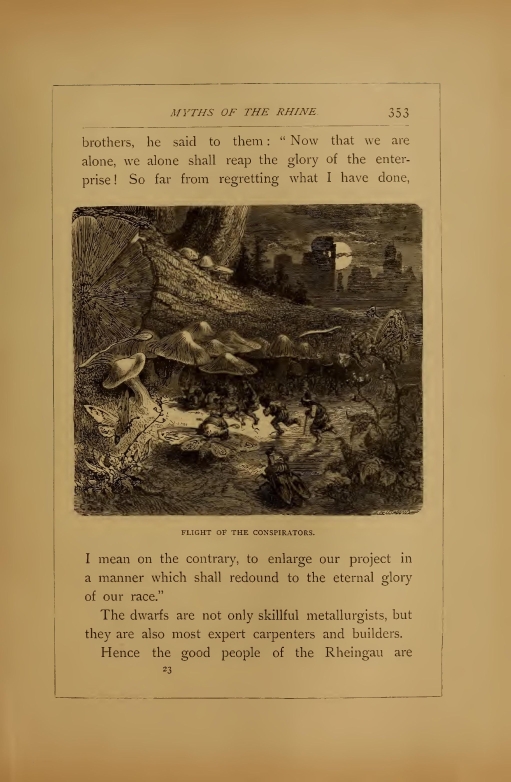 MYTHS OF THE RHINE 353
brothers, he said to them: “ Now that we are
alone, we alone shall reap the glory of the enter-
prise! So far from regretting what I have done,
FLIGHT OF THE CONSPIRATORS.
I mean on the contrary, to enlarge our project in
a manner which shall redound to the eternal glory
of our race.”
The dwarfs are not only skillful metallurgists, but
they are also most expert carpenters and builders.
Hence the good people of the Rheingau are
23